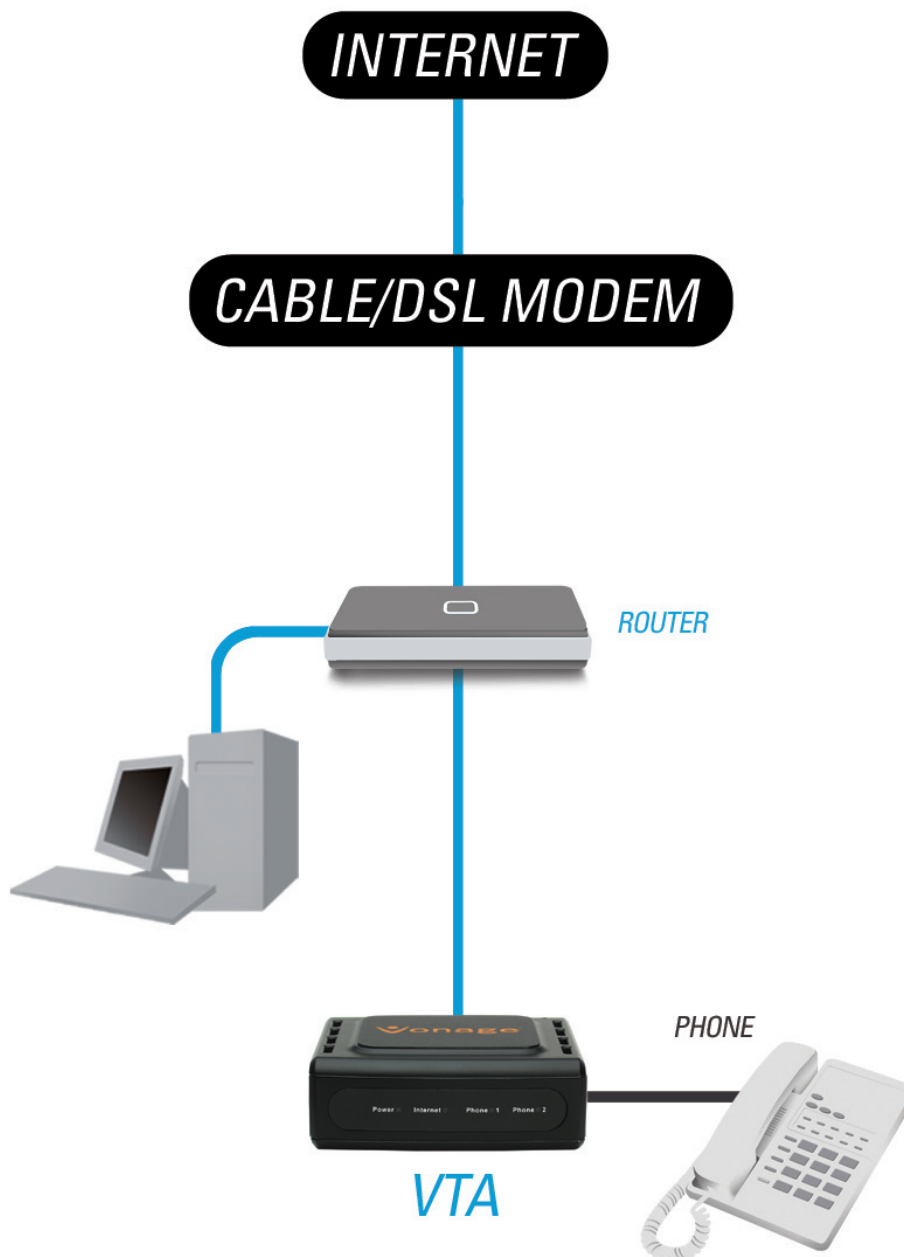 INTERNET
CABLE/DSL MODEM
ROUTER
PHONE
Vonage
Power Internet Phone 1 Phone 2
VTA